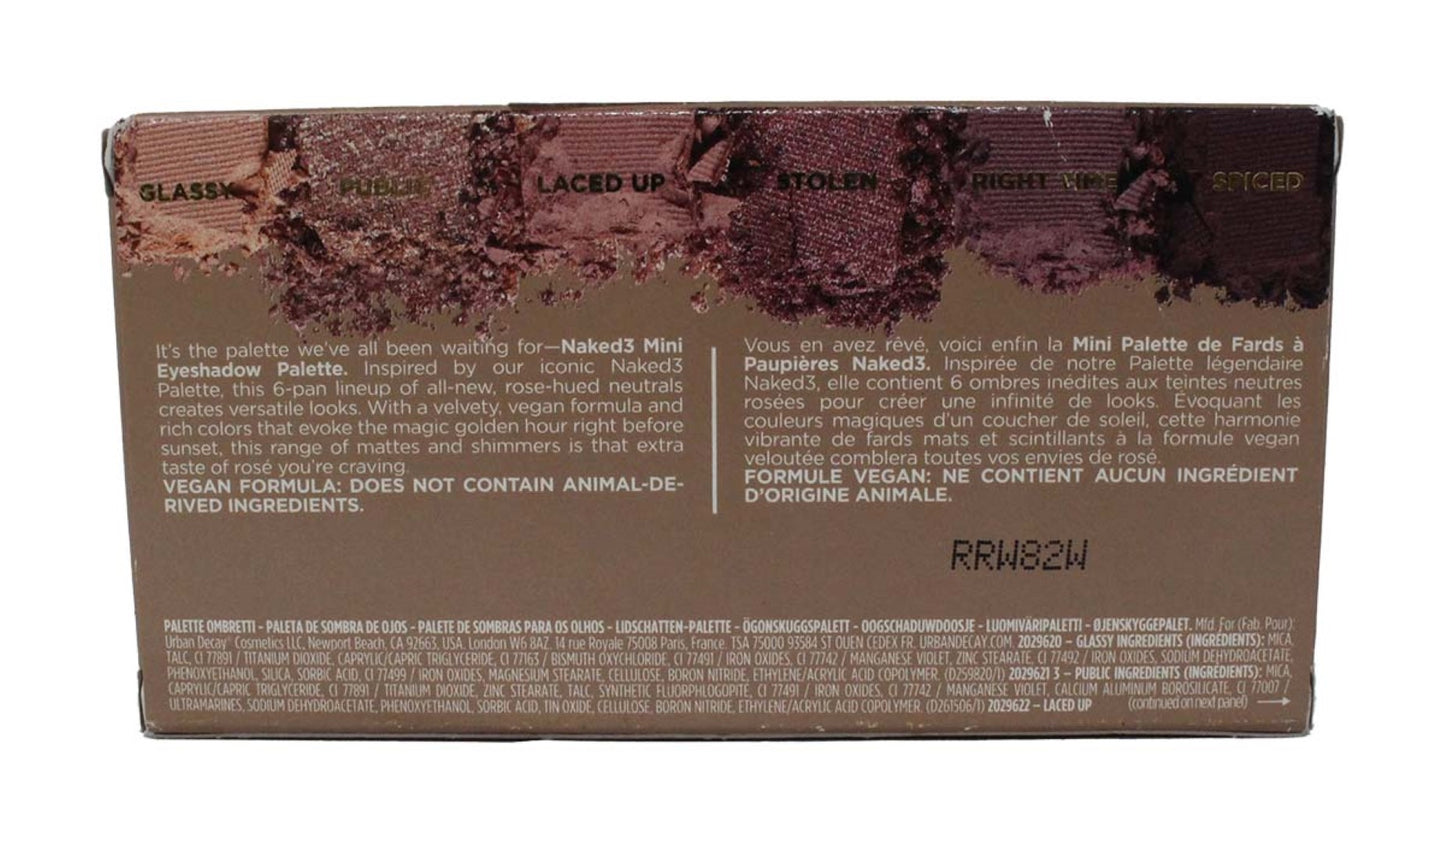 GLASSY PUBLIC LACED UP STOLEN RIGHT TIME SPICED
It's the palette we've all been waiting for—Naked3 Mini
Eyeshadow Palette. Inspired by our iconic Naked3
Palette, this 6-pan lineup of all-new, rose-hued neutrals
creates versatile looks. With a velvety, vegan formula and
rich colors that evoke the magic golden hour right before
sunset, this range of mattes and shimmers is that extra
taste of rosé you're craving.
VEGAN FORMULA: DOES NOT CONTAIN ANIMAL-DE-
RIVED INGREDIENTS.
Vous en avez rêvé, voici enfin la Mini Palette de Fards à
Paupières Naked3. Inspirée de notre Palette légendaire
Naked3, elle contient 6 ombres inédites aux teintes neutres
rosées pour créer une infinité de looks. Évoquant les
couleurs magiques d'un coucher de soleil, cette harmonie
vibrante de fards mats et scintillants à la formule vegan
veloutée comblera toutes vos envies de rosé.
FORMULE VEGAN: NE CONTIENT AUCUN INGRÉDIENT
D'ORIGINE ANIMALE.
RRW82W
PALETTE OMBRETTI - PALETA DE SOMBRA DE OJOS - PALETE DE SOMBRAS PARA OS OLHOS - LIDSCHATTEN-PALETTE - ÖGONSKUGGSPALETT - OOGSCHADUWDOOSJE - LUOMIVÄRIPALETTI - ØJENSKYGGEPALET. Mfd. For (Fab. Pour):
Urban Decay® Cosmetics LLC, Newport Beach, CA 92663, USA. London W6 8AZ. 14 rue Royale 75008 Paris, France. TSA 75000 93584 ST OUEN CEDEX FR. URBANDECAY.COM. 2029620 – GLASSY INGREDIENTS (INGRÉDIENTS): MICA,
TALC, CI 77891 / TITANIUM DIOXIDE, CAPRYLIC/CAPRIC TRIGLYCERIDE, CI 77163 / BISMUTH OXYCHLORIDE, CI 77491 / IRON OXIDES, CI 77742 / MANGANESE VIOLET, ZINC STEARATE, CI 77492 / IRON OXIDES, SODIUM DEHYDROACETATE,
PHENOXYETHANOL, SILICA, SORBIC ACID, CI 77499 / IRON OXIDES, MAGNESIUM STEARATE, CELLULOSE, BORON NITRIDE, ETHYLENE/ACRYLIC ACID COPOLYMER. (D259820/1) 2029621 3 – PUBLIC INGREDIENTS (INGRÉDIENTS): MICA,
CAPRYLIC/CAPRIC TRIGLYCERIDE, CI 77891 / TITANIUM DIOXIDE, ZINC STEARATE, TALC, SYNTHETIC FLUORPHLOGOPITE, CI 77491 / IRON OXIDES, CI 77742 / MANGANESE VIOLET, CALCIUM ALUMINUM BOROSILICATE, CI 77007 /
ULTRAMARINES, SODIUM DEHYDROACETATE, PHENOXYETHANOL, SORBIC ACID, TIN OXIDE, CELLULOSE, BORON NITRIDE, ETHYLENE/ACRYLIC ACID COPOLYMER. (D261506/1) 2029622 – LACED UP (continued on next panel) →